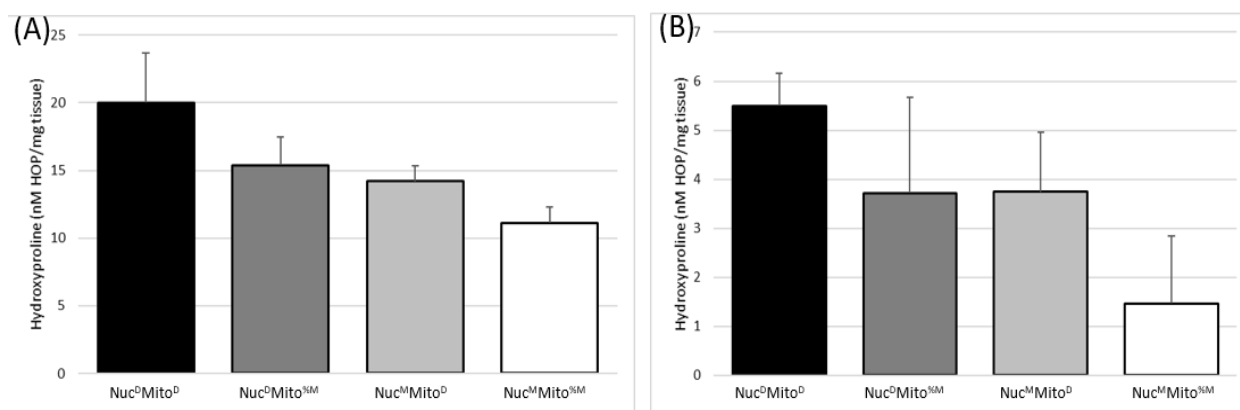 (A)
25
20
15
10
5
0
Hydroxyproline (nM HOP/mg tissue)
NucᴰMitoᴰ
NucᴰMito%ᴹ
NucᴹMitoᴰ
NucᴹMito%ᴹ
(B)
7
6
5
4
3
2
1
0
Hydroxyproline (nM HOP/mg tissue)
NucᴰMitoᴰ
NucᴰMito%ᴹ
NucᴹMitoᴰ
NucᴹMito%ᴹ